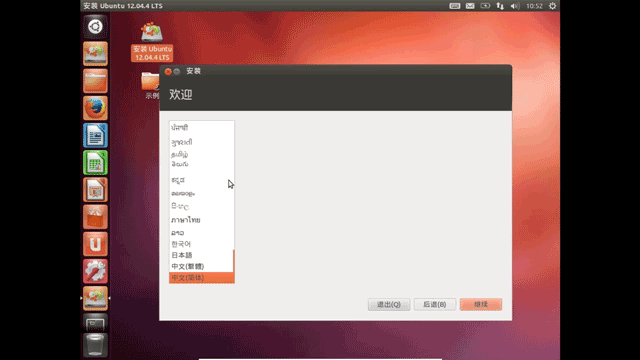 安装 Ubuntu 12.04.4 LTS
10:52
安装 Ubuntu
12.04.4 LTS
示例
安装
欢迎
ਪੰਜਾਬੀ
ગુજરાતી
தமிழ்
తెలుగు
ಕನ್ನಡ
മലയാളം
සිංහල
ภาษาไทย
ລາວ
한국어
日本語
中文(繁體)
中文(简体)
退出(Q)
后退(B)
继续